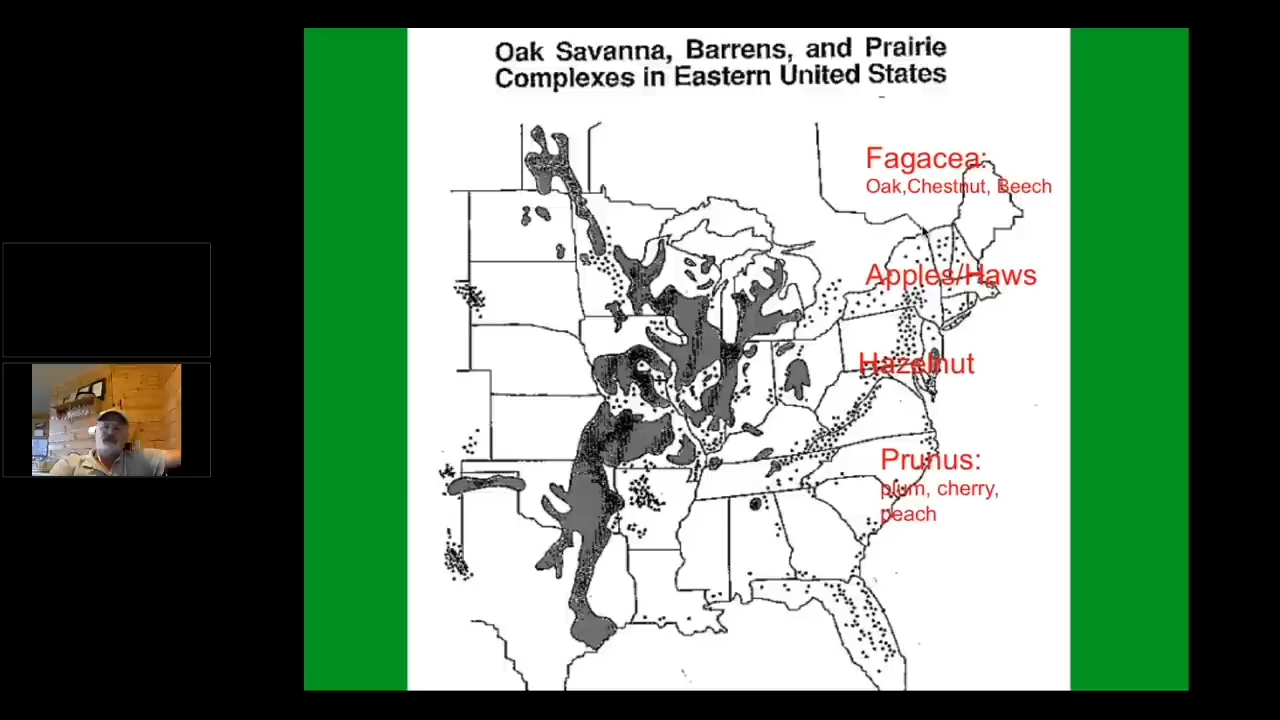 Oak Savanna, Barrens, and Prairie
Complexes in Eastern United States
Fagacea:
Oak,Chestnut, Beech
Apples/Haws
Hazelnut
Prunus:
plum, cherry,
peach